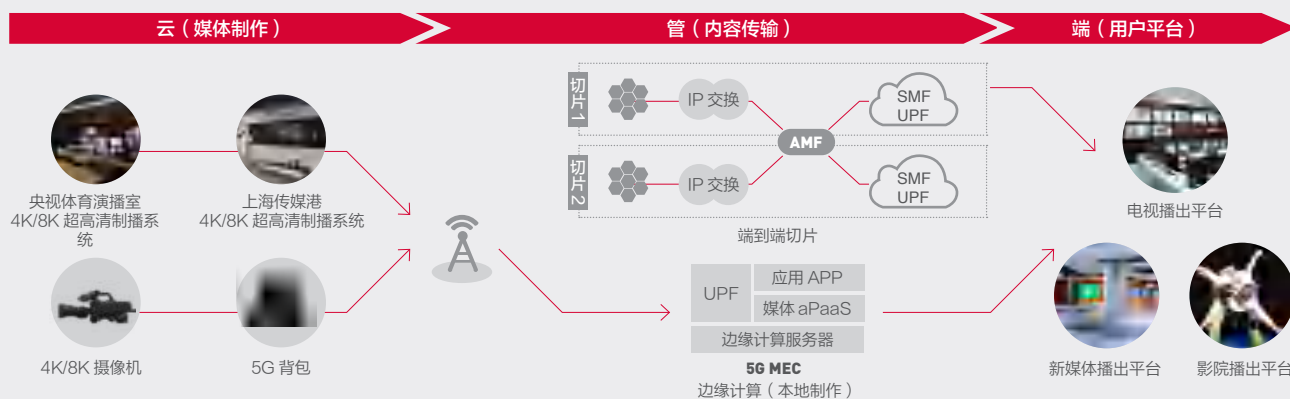 云（媒体制作）
管（内容传输）
端（用户平台）
切片1
IP 交换
SMF
UPF
AMF
切片2
IP 交换
SMF
UPF
端到端切片
央视体育演播室
4K/8K 超高清制播系
统
上海传媒港
4K/8K 超高清制播系统
4K/8K 摄像机
5G 背包
UPF
应用 APP
媒体 aPaaS
边缘计算服务器
5G MEC
边缘计算（本地制作）
电视播出平台
新媒体播出平台
影院播出平台